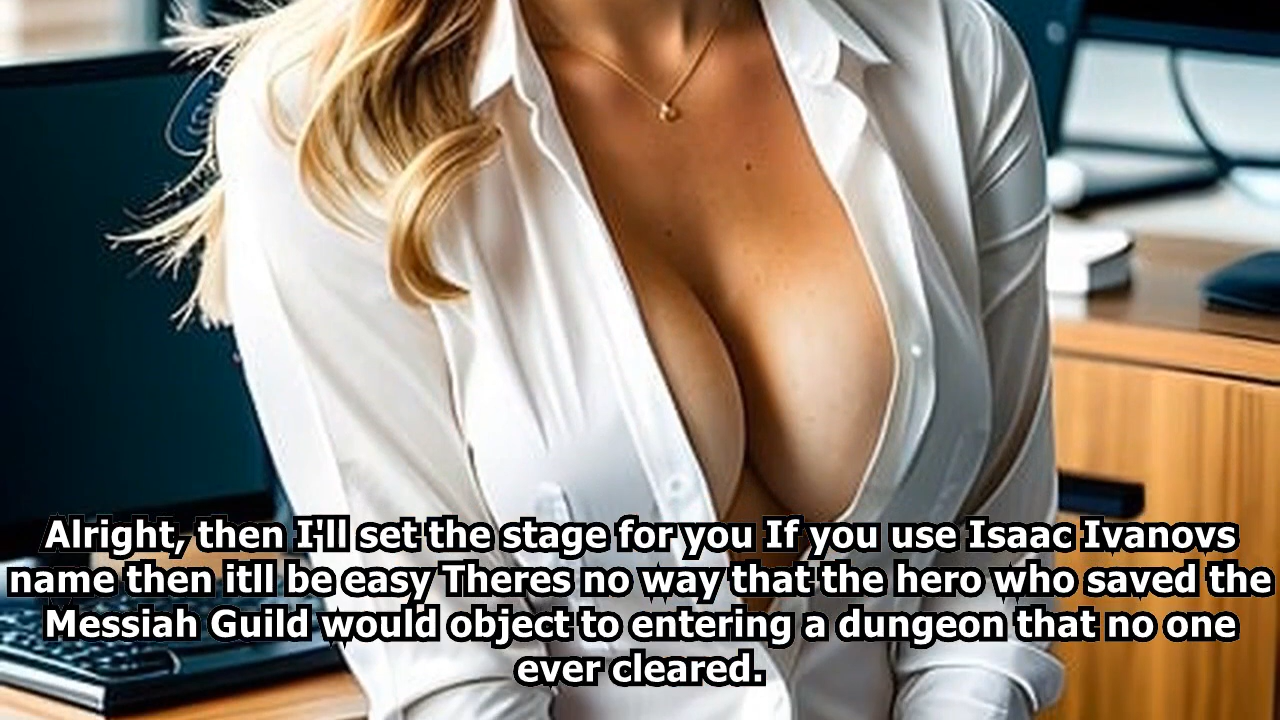 Alright, then I'll set the stage for you If you use Isaac Ivanovs
name then itll be easy Theres no way that the hero who saved the
Messiah Guild would object to entering a dungeon that no one
ever cleared.